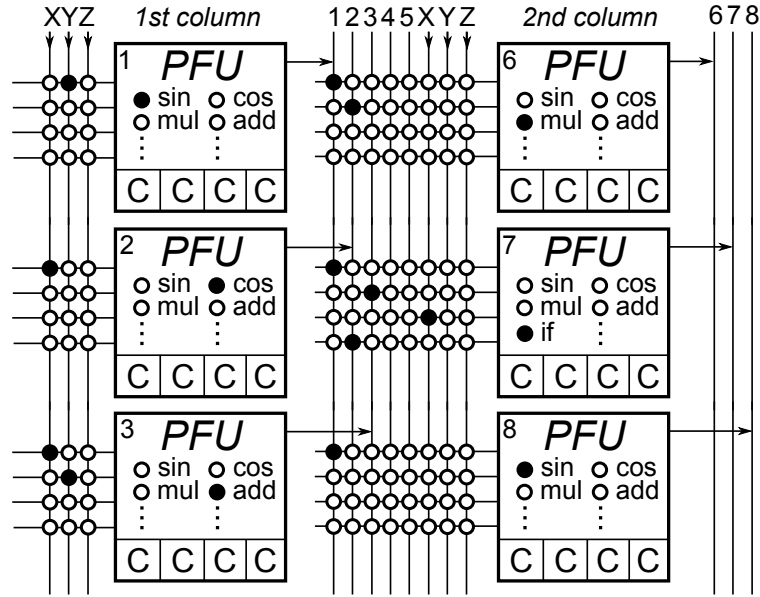 XYZ 1st column 12345XYZ 2nd column 678
1 PFU
sin cos
mul add
C C C C
6 PFU
sin cos
mul add
C C C C
2 PFU
sin cos
mul add
C C C C
7 PFU
sin cos
mul add
if
C C C C
3 PFU
sin cos
mul add
C C C C
8 PFU
sin cos
mul add
C C C C